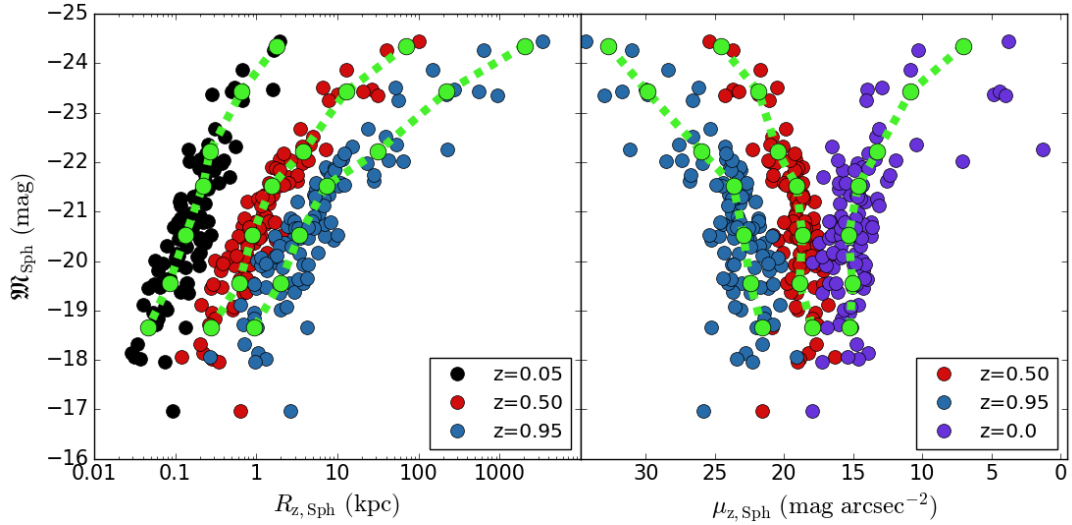 −25
−24
−23
−22
−21
−20
−19
−18
−17
−16
𝔐Sph (mag)
z=0.05
z=0.50
z=0.95
z=0.50
z=0.95
z=0.0
0.01 0.1 1 10 100 1000
30 25 20 15 10 5 0
Rz, Sph (kpc)
μz, Sph (mag arcsec−2)